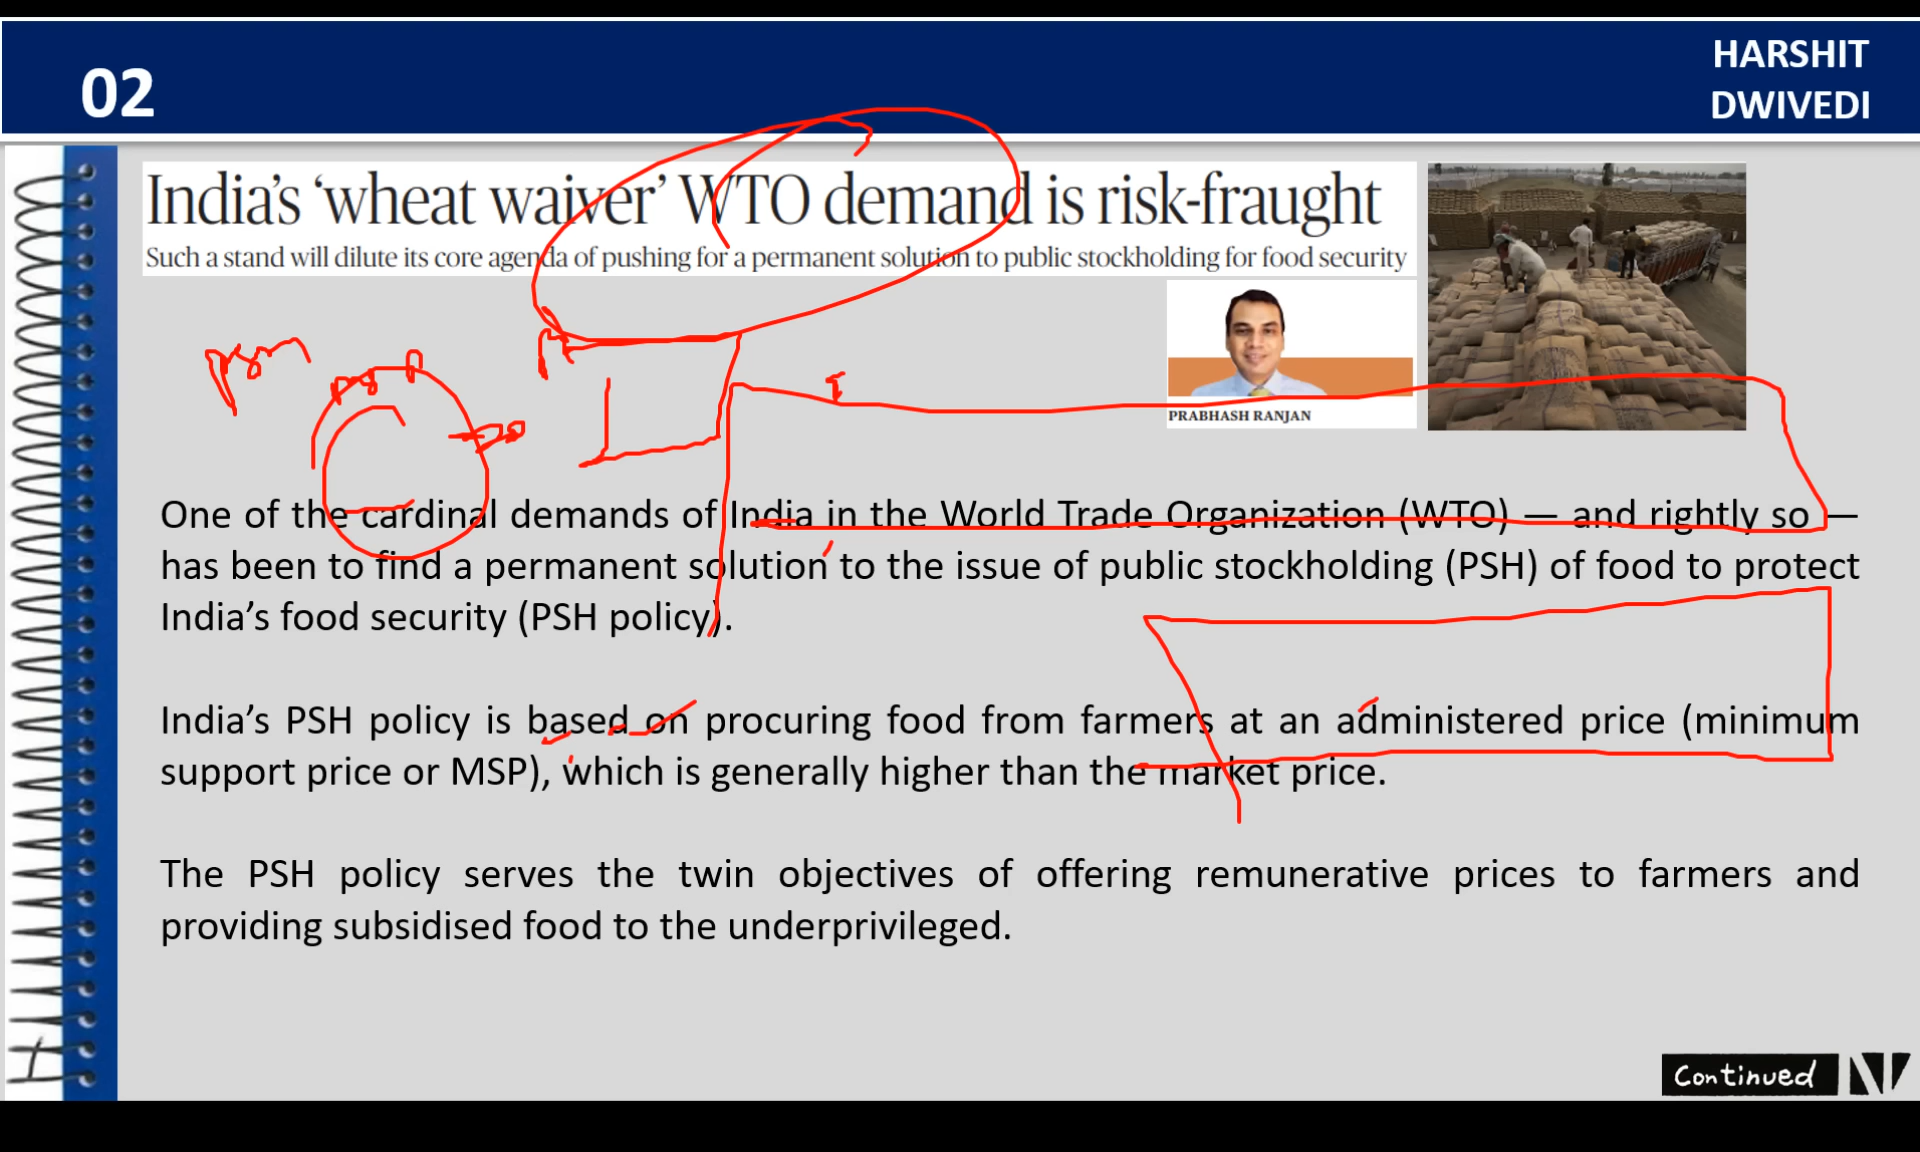 02
HARSHIT
DWIVEDI
India's 'wheat waiver' WTO demand is risk-fraught
Such a stand will dilute its core agenda of pushing for a permanent solution to public stockholding for food security
PRABHASH RANJAN
One of the cardinal demands of India in the World Trade Organization (WTO) — and rightly so —
has been to find a permanent solution to the issue of public stockholding (PSH) of food to protect
India's food security (PSH policy).
India's PSH policy is based on procuring food from farmers at an administered price (minimum
support price or MSP), which is generally higher than the market price.
The PSH policy serves the twin objectives of offering remunerative prices to farmers and
providing subsidised food to the underprivileged.
Continued